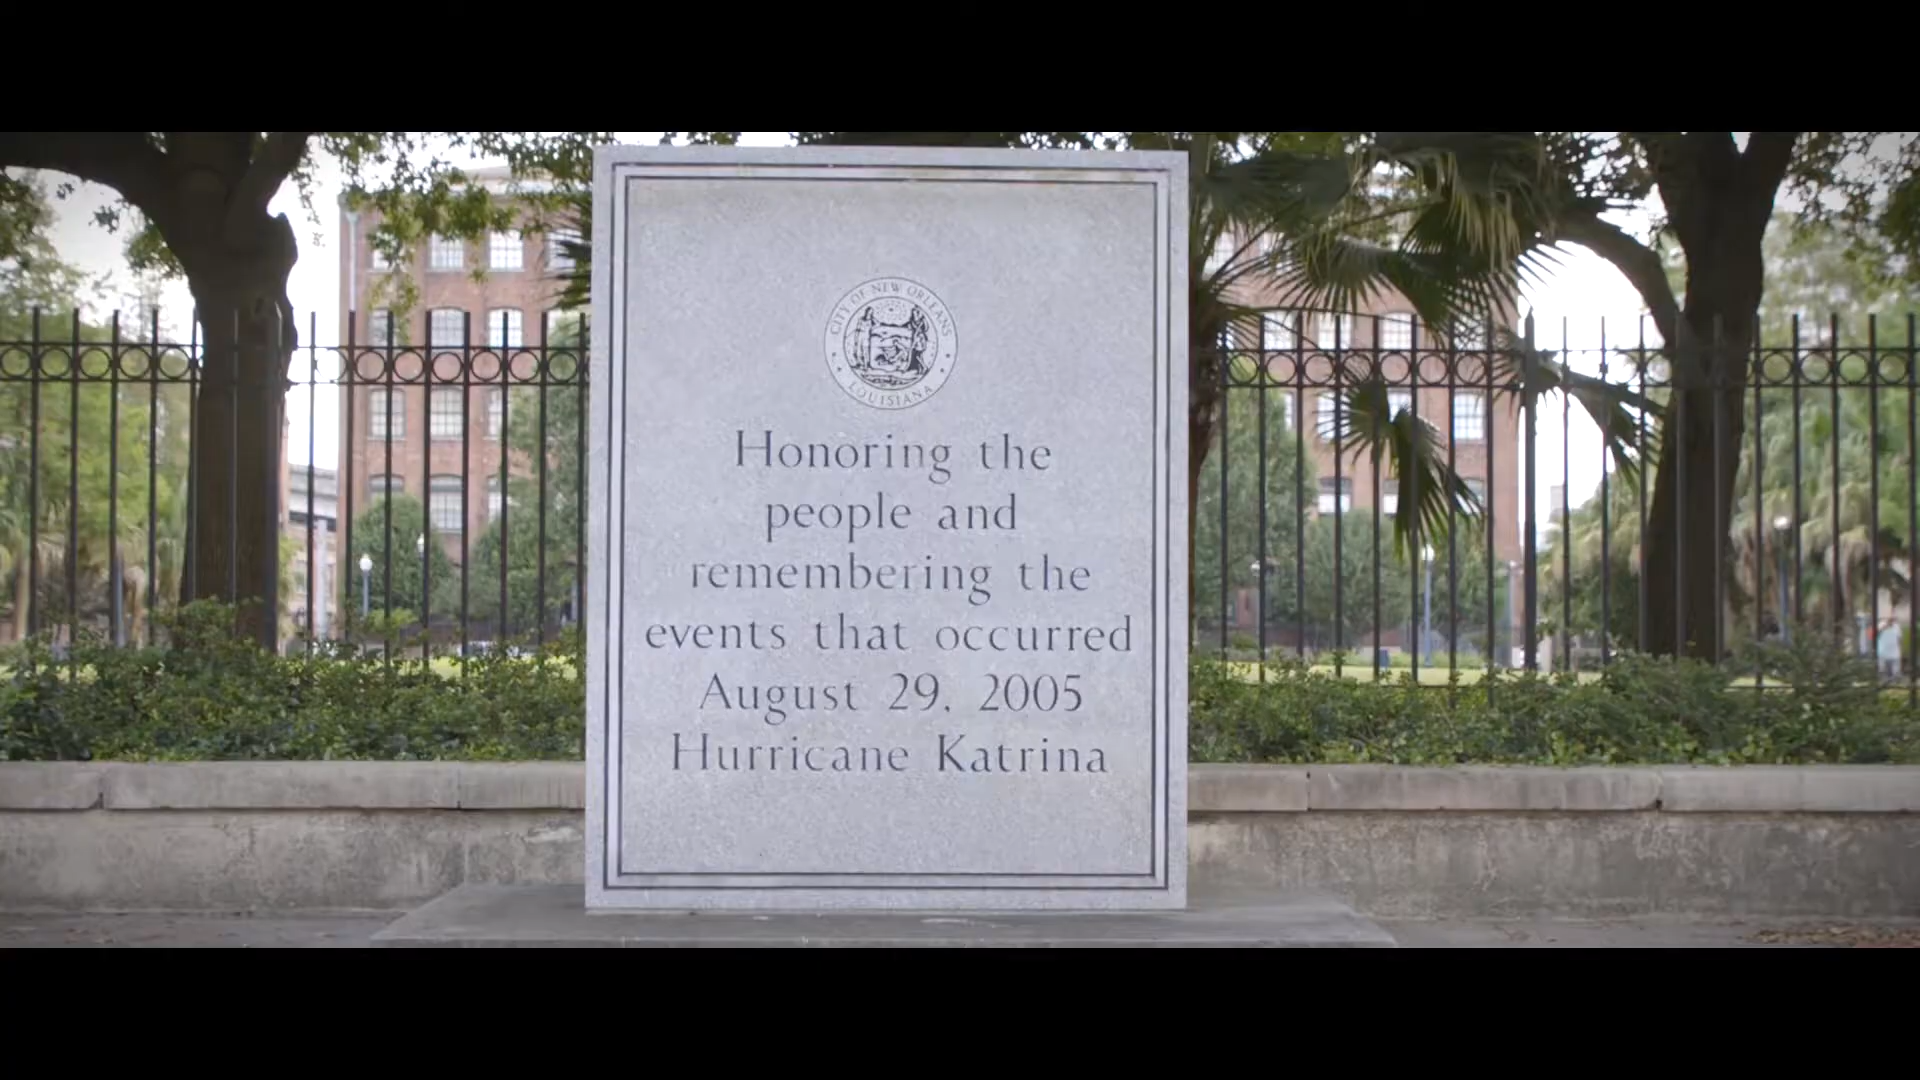 CITY OF NEW ORLEANS
LOUISIANA
Honoring the
people and
remembering the
events that occurred
August 29, 2005
Hurricane Katrina